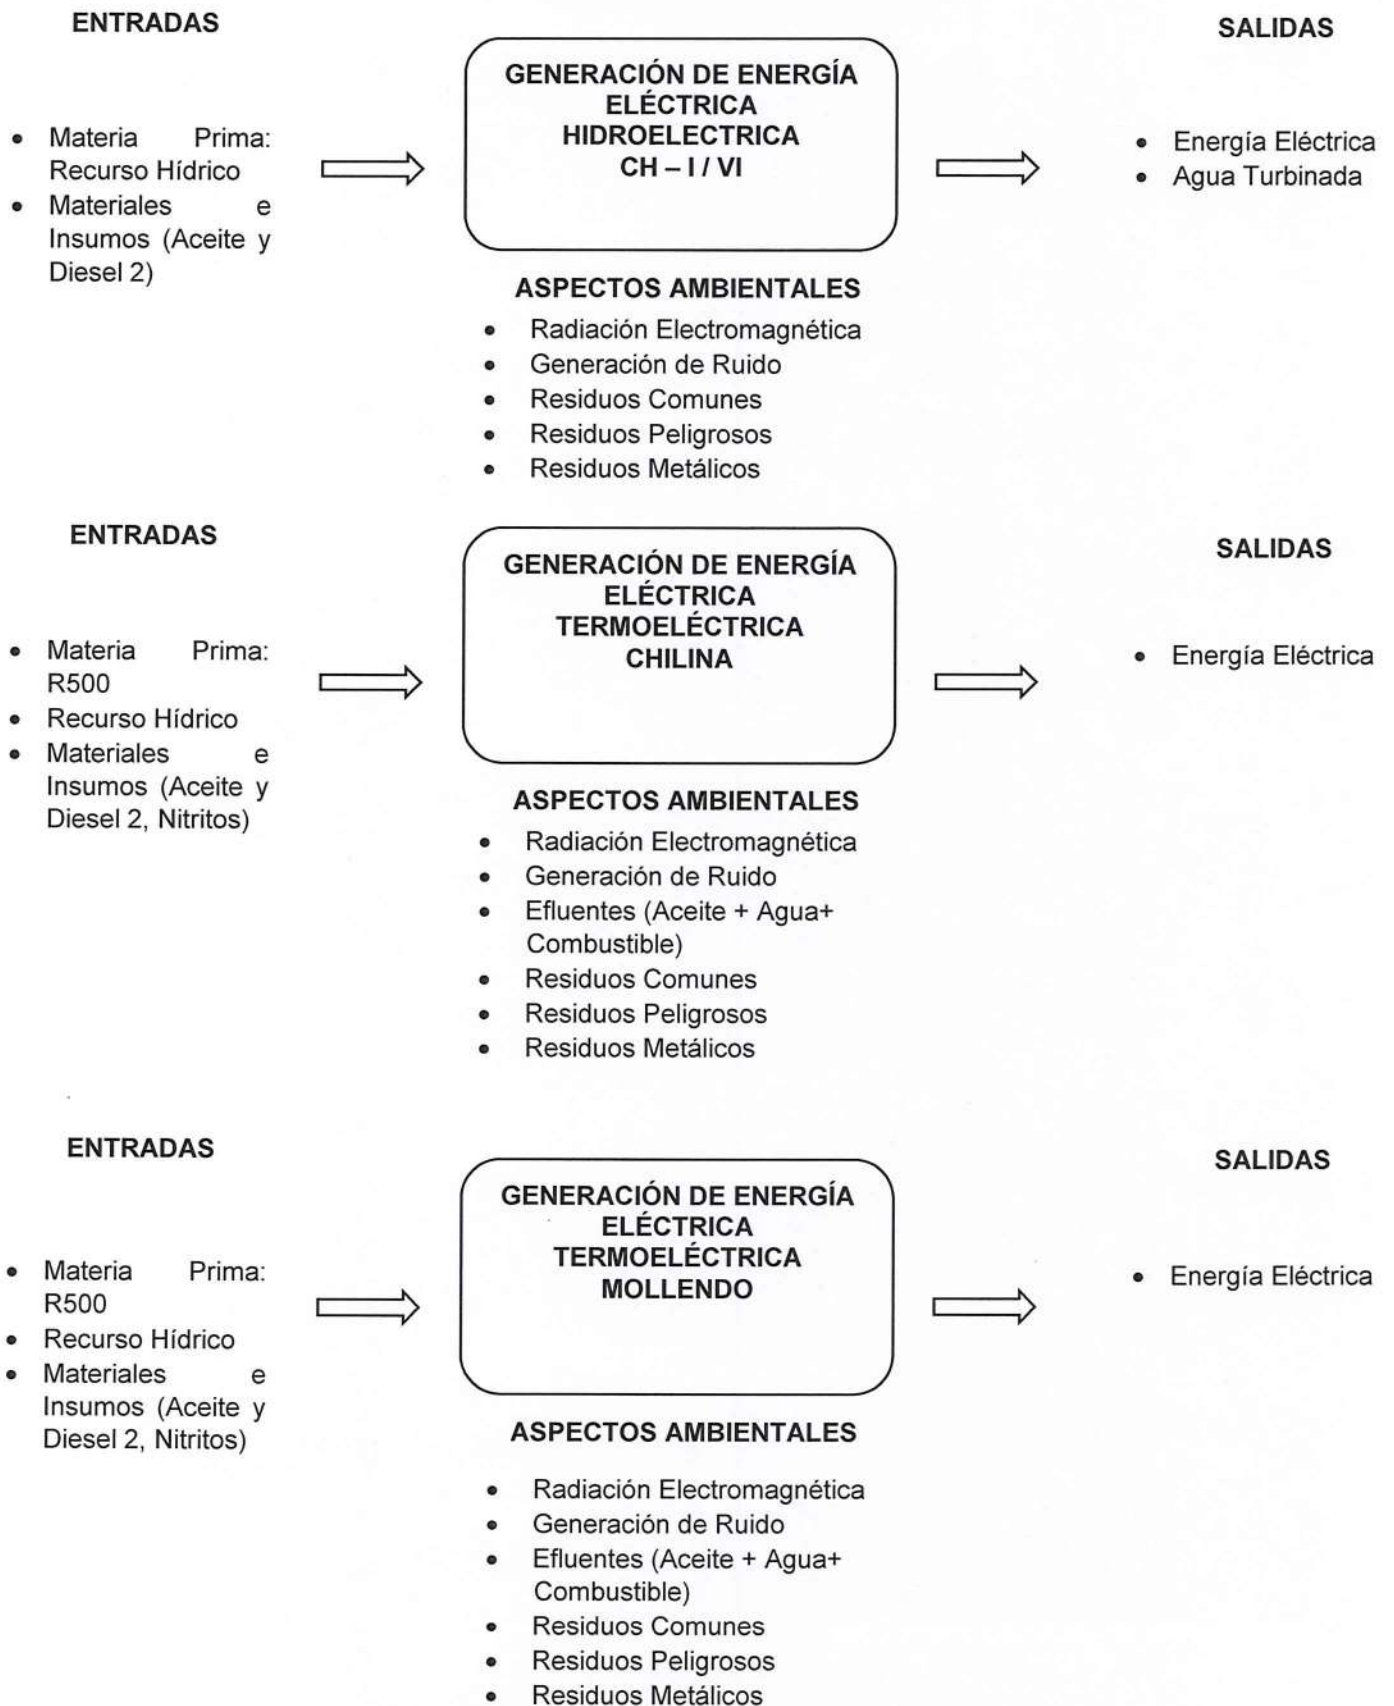 ENTRADAS
• Materia Prima:
Recurso Hídrico
• Materiales e
Insumos (Aceite y
Diesel 2)
GENERACIÓN DE ENERGÍA
ELÉCTRICA
HIDROELECTRICA
CH – I / VI
SALIDAS
• Energía Eléctrica
• Agua Turbinada
ASPECTOS AMBIENTALES
• Radiación Electromagnética
• Generación de Ruido
• Residuos Comunes
• Residuos Peligrosos
• Residuos Metálicos
ENTRADAS
• Materia Prima:
R500
• Recurso Hídrico
• Materiales e
Insumos (Aceite y
Diesel 2, Nitritos)
GENERACIÓN DE ENERGÍA
ELÉCTRICA
TERMOELÉCTRICA
CHILINA
SALIDAS
• Energía Eléctrica
ASPECTOS AMBIENTALES
• Radiación Electromagnética
• Generación de Ruido
• Efluentes (Aceite + Agua+
Combustible)
• Residuos Comunes
• Residuos Peligrosos
• Residuos Metálicos
ENTRADAS
• Materia Prima:
R500
• Recurso Hídrico
• Materiales e
Insumos (Aceite y
Diesel 2, Nitritos)
GENERACIÓN DE ENERGÍA
ELÉCTRICA
TERMOELÉCTRICA
MOLLENDO
SALIDAS
• Energía Eléctrica
ASPECTOS AMBIENTALES
• Radiación Electromagnética
• Generación de Ruido
• Efluentes (Aceite + Agua+
Combustible)
• Residuos Comunes
• Residuos Peligrosos
• Residuos Metálicos